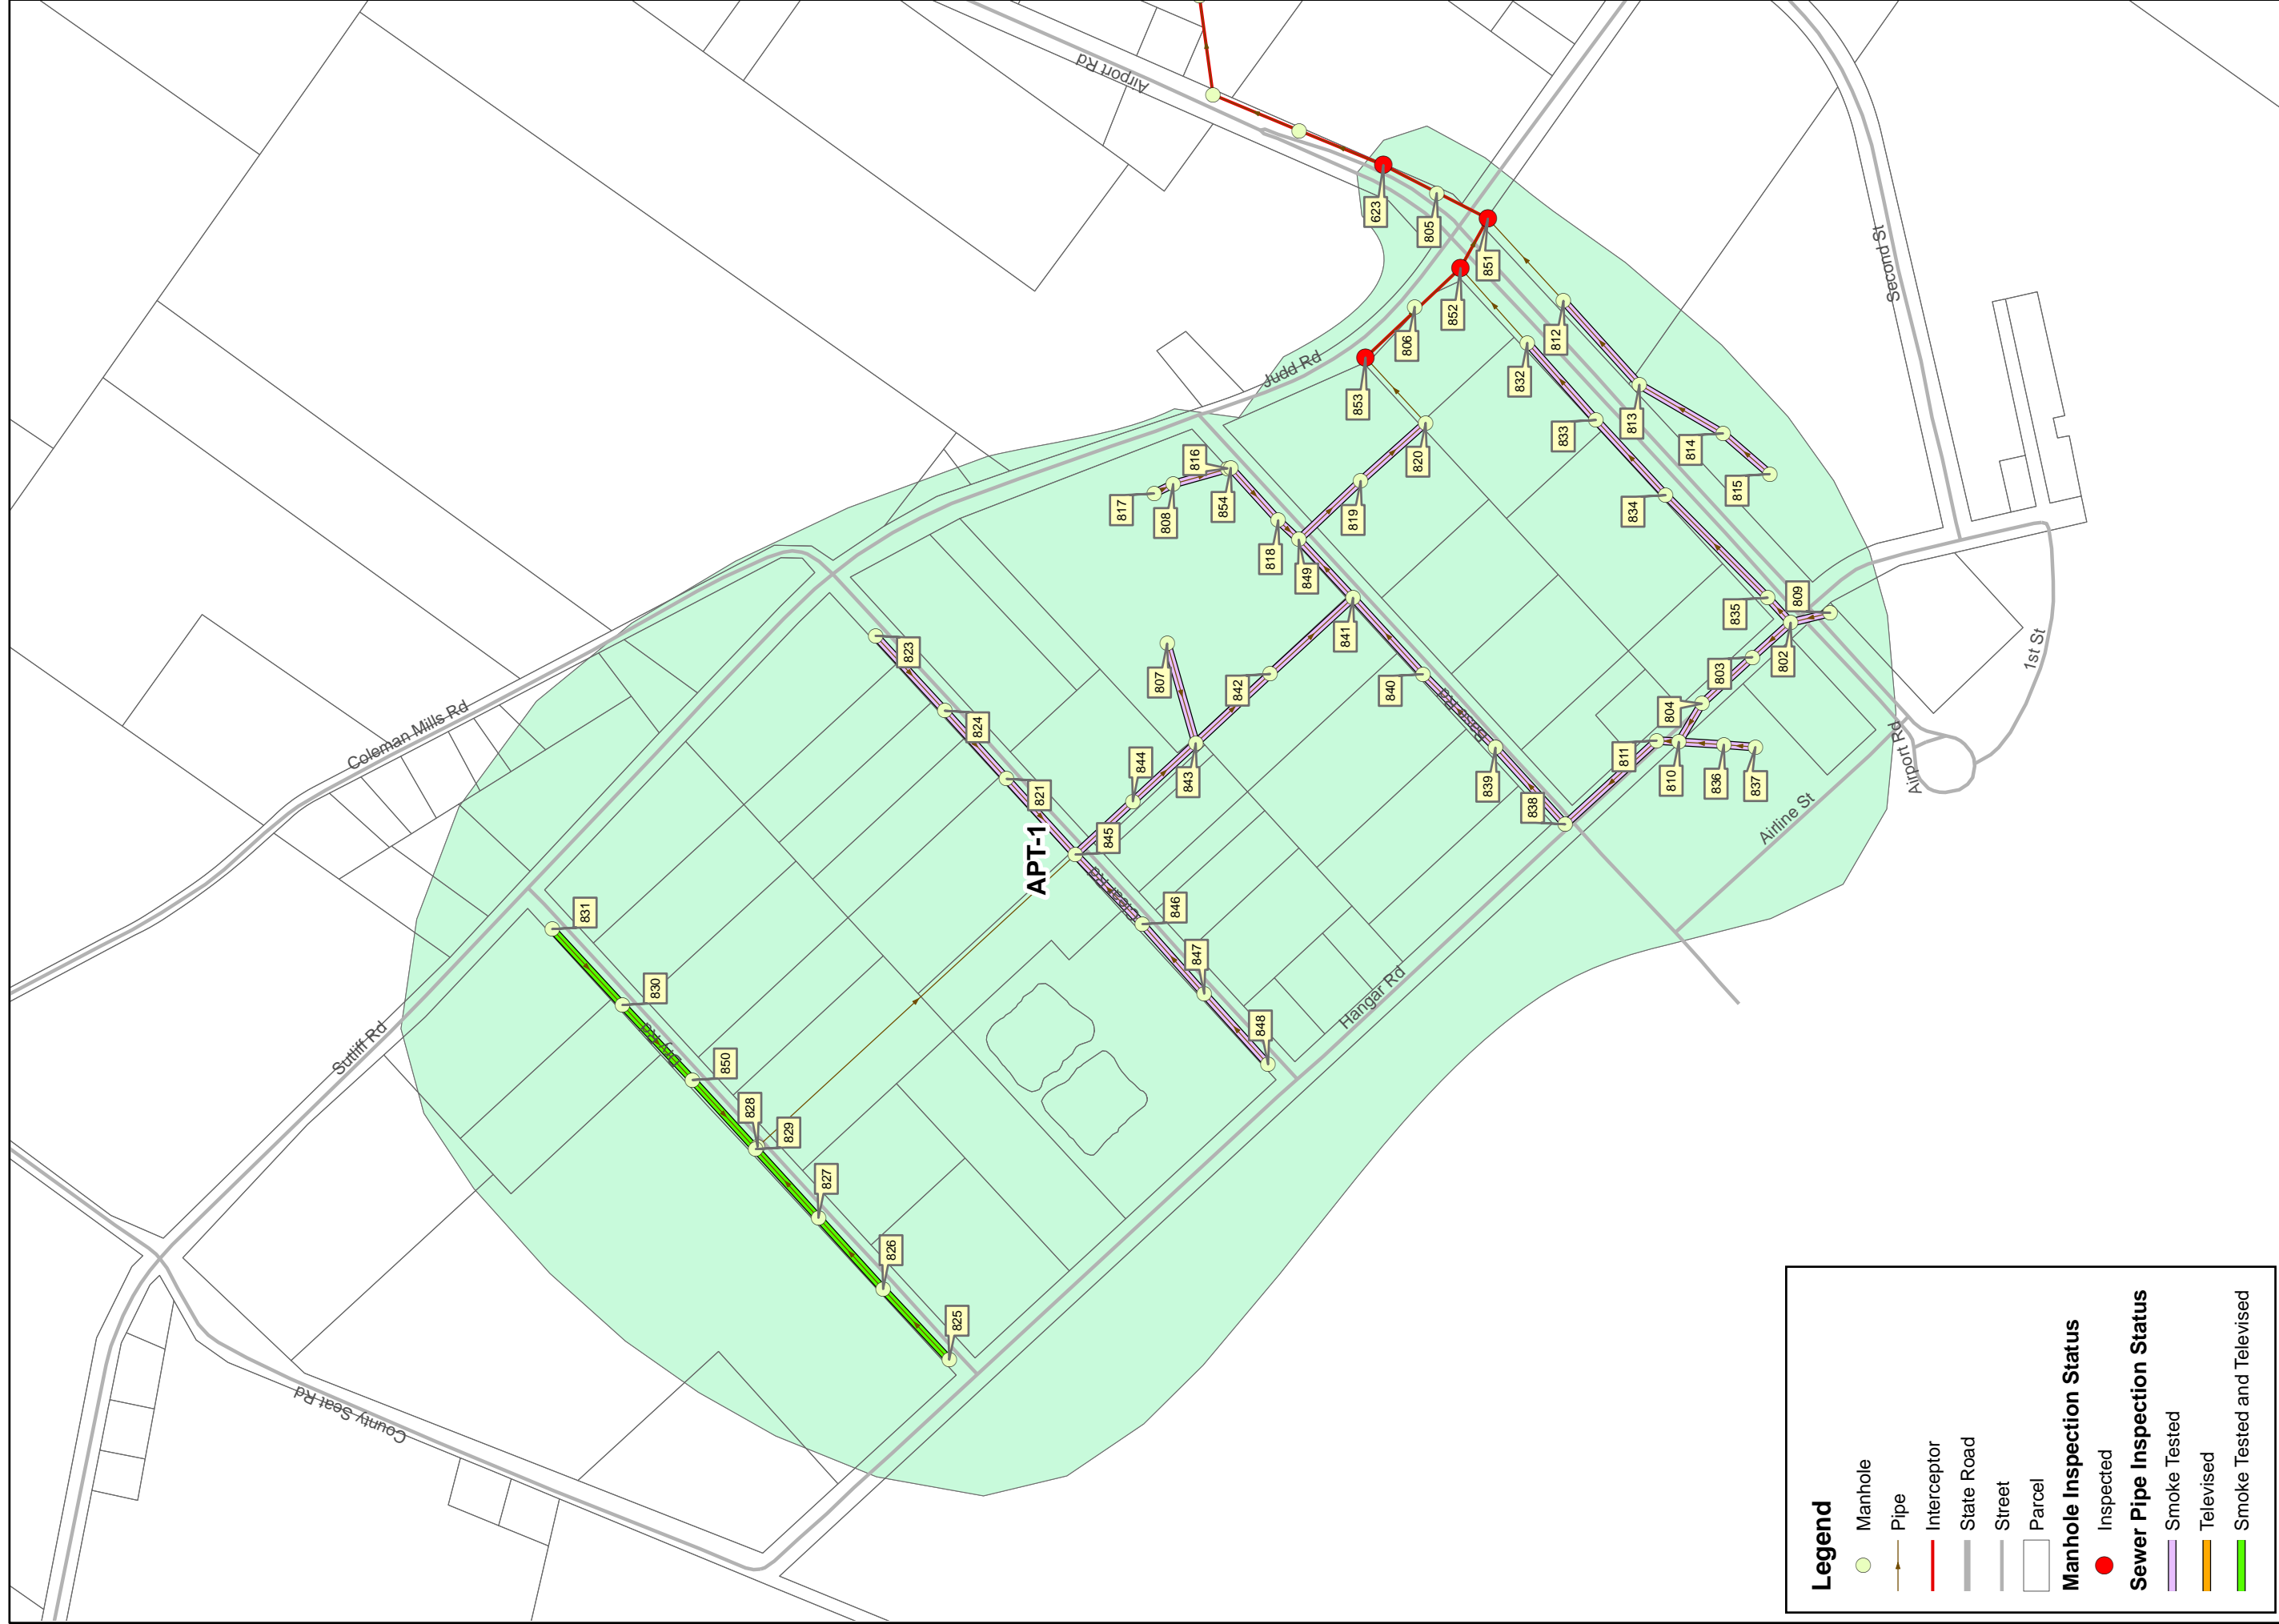 Airport Rd
623
805
851
852
806
853
Judd Rd
Second St
812
832
813
833
814
815
834
820
819
816
817
808
854
818
849
841
840
Base Rd
839
838
835
809
802
803
804
811
810
836
837
1st St
Airport Rd
Airline St
Coleman Mills Rd
823
824
821
807
842
844
843
845
APT-1
846
847
848
Hangar Rd
831
830
850
828
829
827
826
825
Sutliff Rd
County Seat Rd
Legend
Manhole
Pipe
Interceptor
State Road
Street
Parcel
Manhole Inspection Status
Inspected
Sewer Pipe Inspection Status
Smoke Tested
Televised
Smoke Tested and Televised